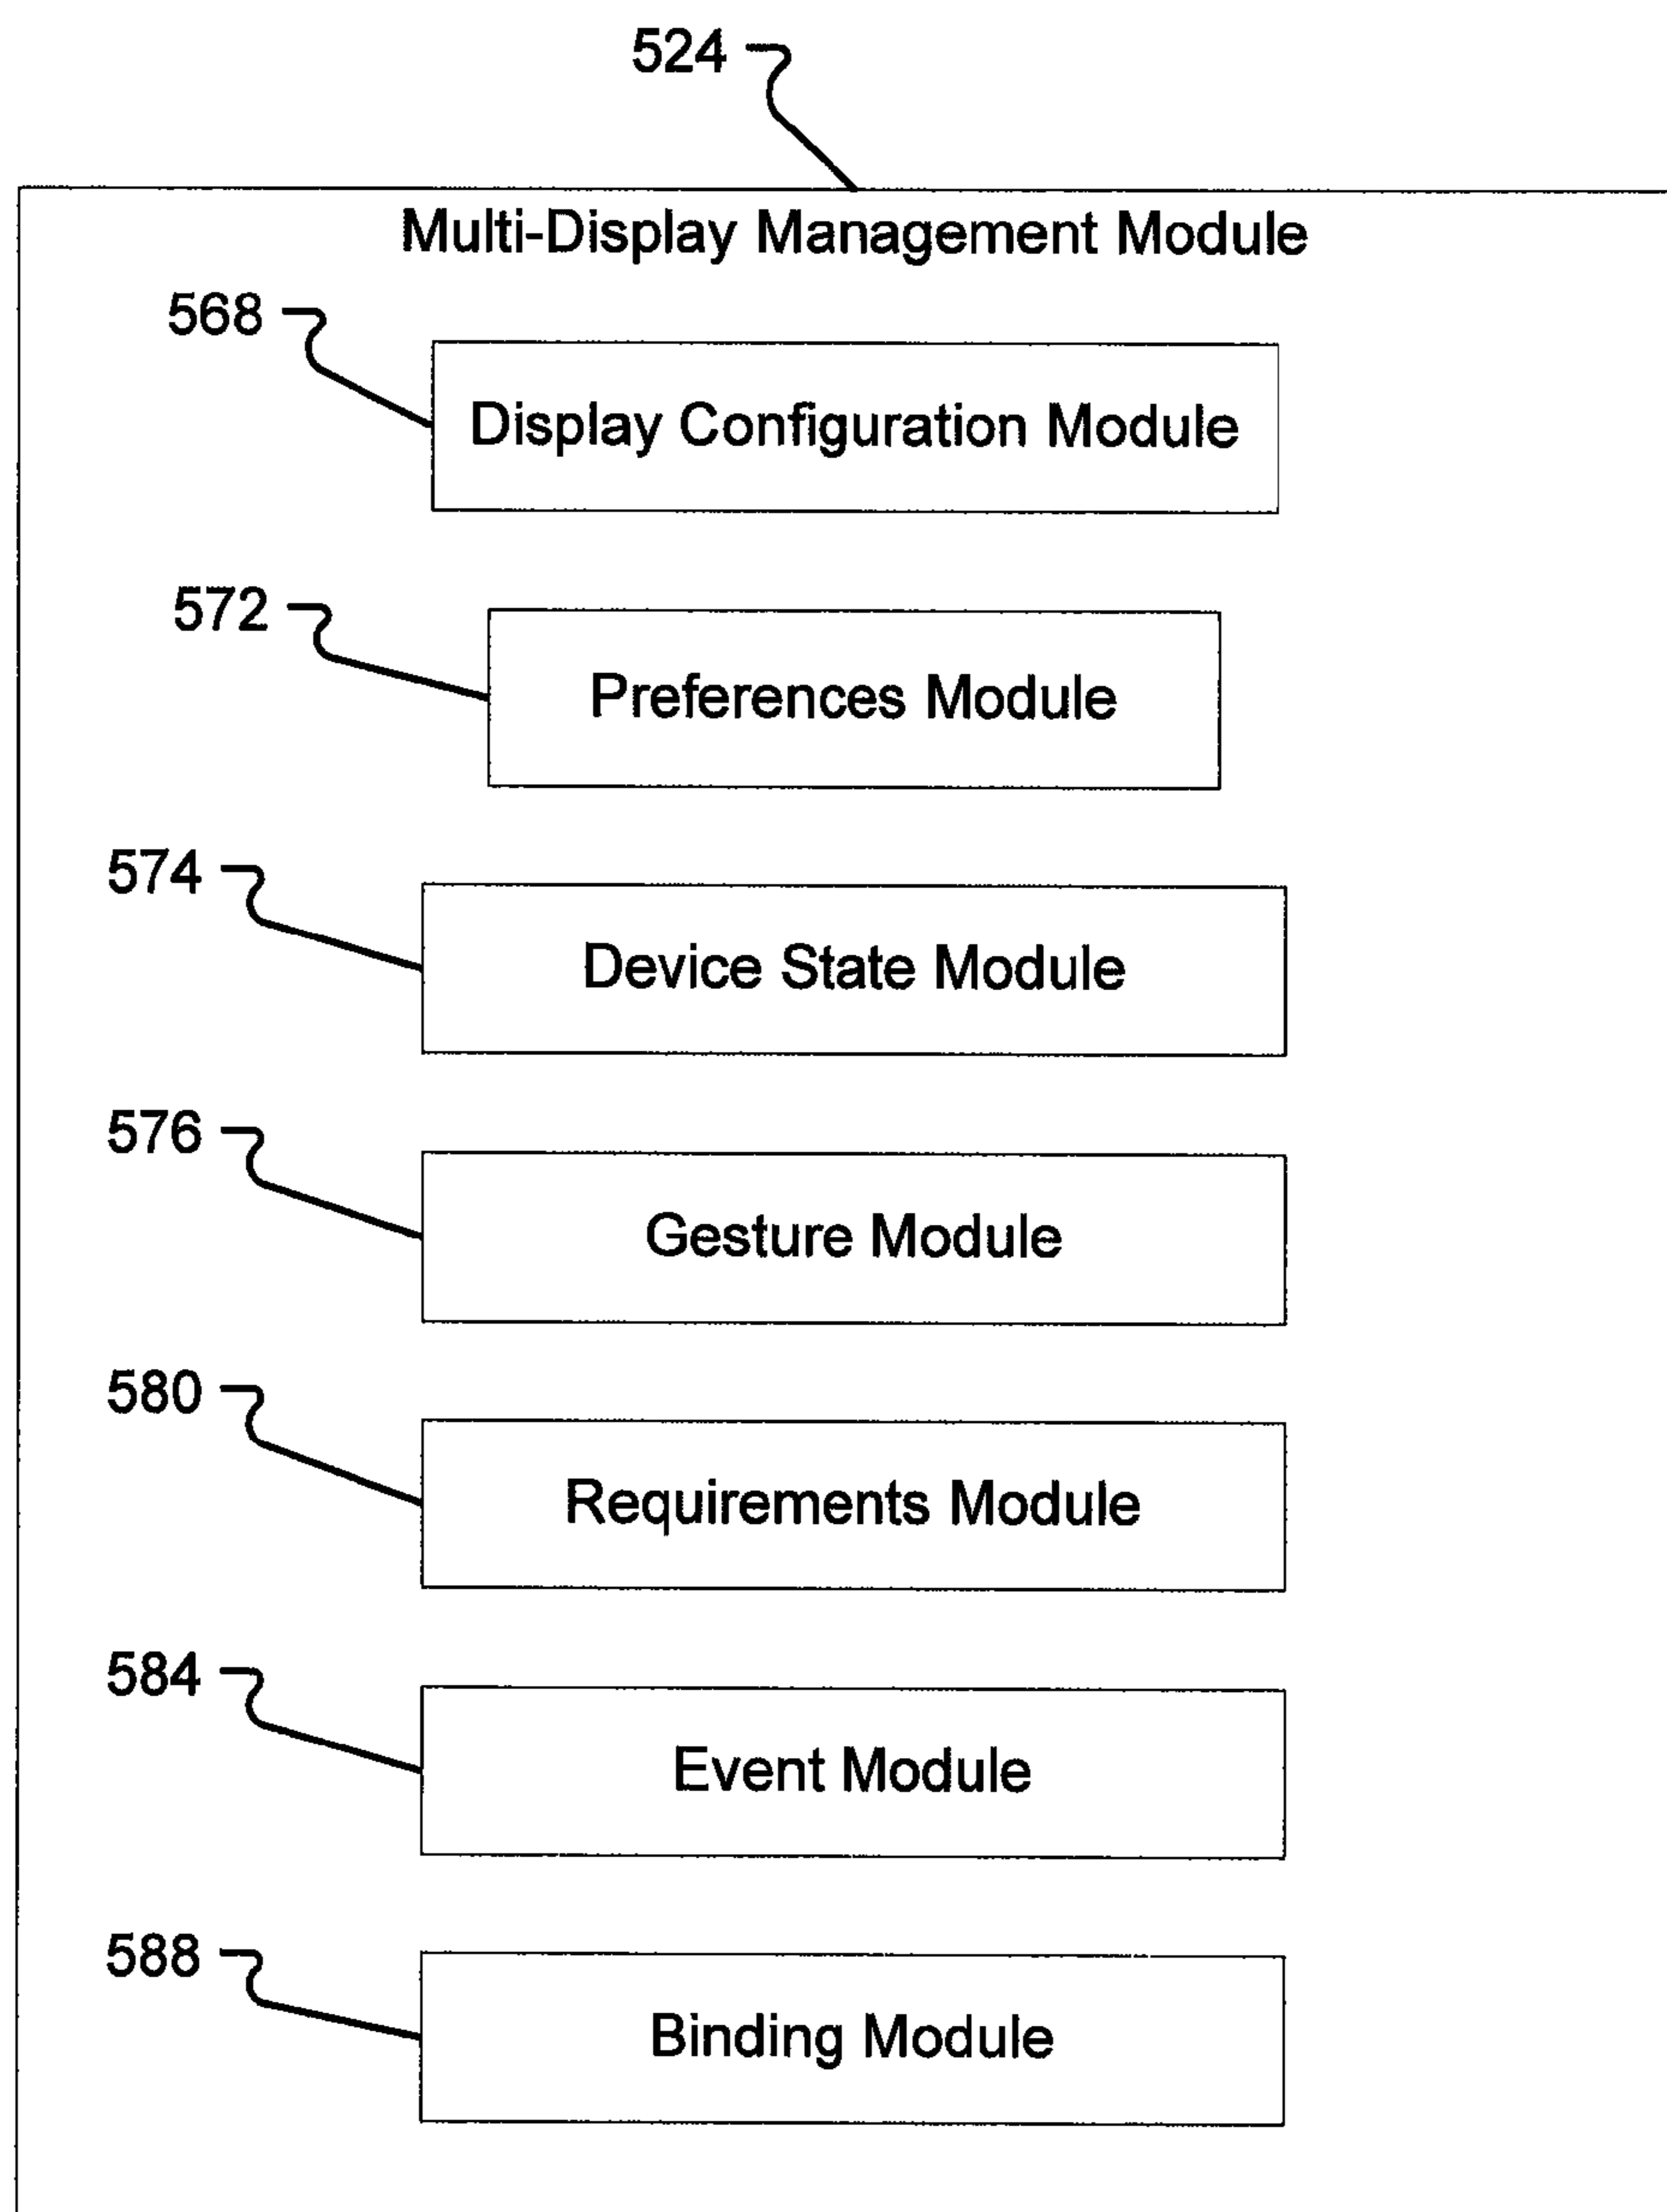 524
Multi-Display Management Module
568
Display Configuration Module
572
Preferences Module
574
Device State Module
576
Gesture Module
580
Requirements Module
584
Event Module
588
Binding Module